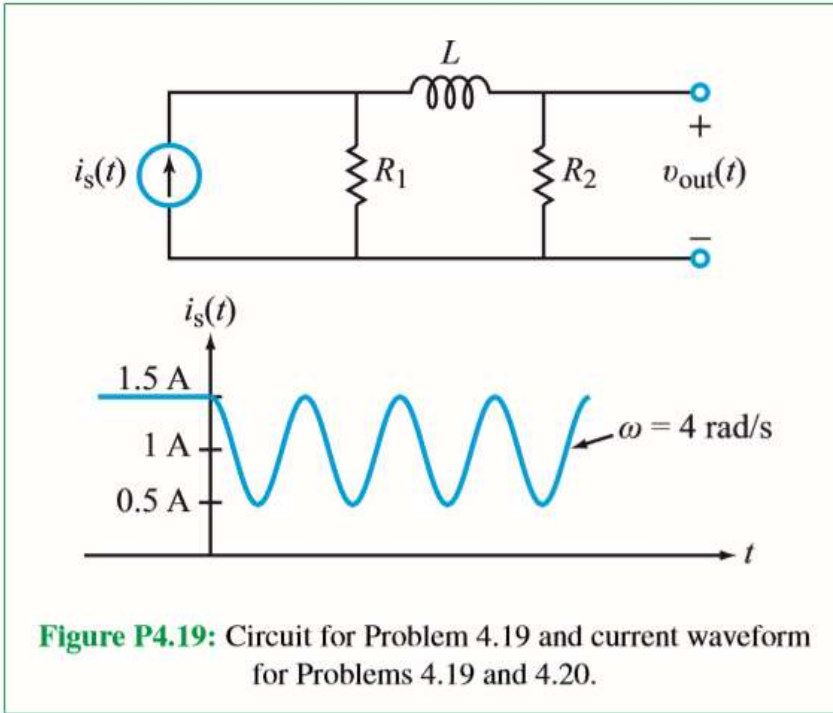 L
i_s(t)
R_1
R_2
+
v_out(t)
−
i_s(t)
1.5 A
1 A
0.5 A
ω = 4 rad/s
t
Figure P4.19: Circuit for Problem 4.19 and current waveform
for Problems 4.19 and 4.20.